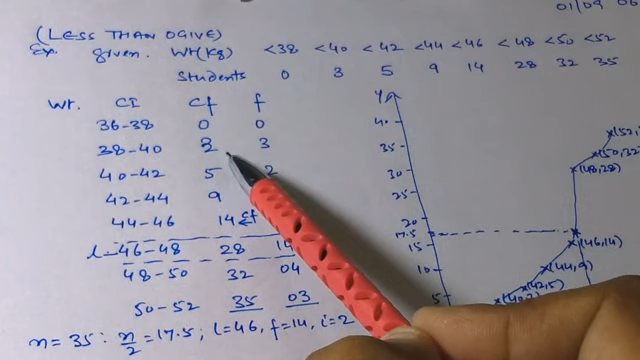 01/09 06
(LESS THAN OGIVE)
Ex. given. Wt(Kg) <38 <40 <42 <44 <46 <48 <50 <52
Students 0 3 5 9 14 28 32 35
Wt. CI Cf f
36-38 0 0
38-40 3 3
40-42 5 2
42-44 9
44-46 14 cf
l 46-48 28 14
48-50 32 04
50-52 35 03
n=35: n/2=17.5; l=46, f=14, i=2
Y
40
35
30
25
20
17.5
15
10
5
(52,
(50,32
(48,28)
(46,14)
(44,9)
(42,5)
(40,3)